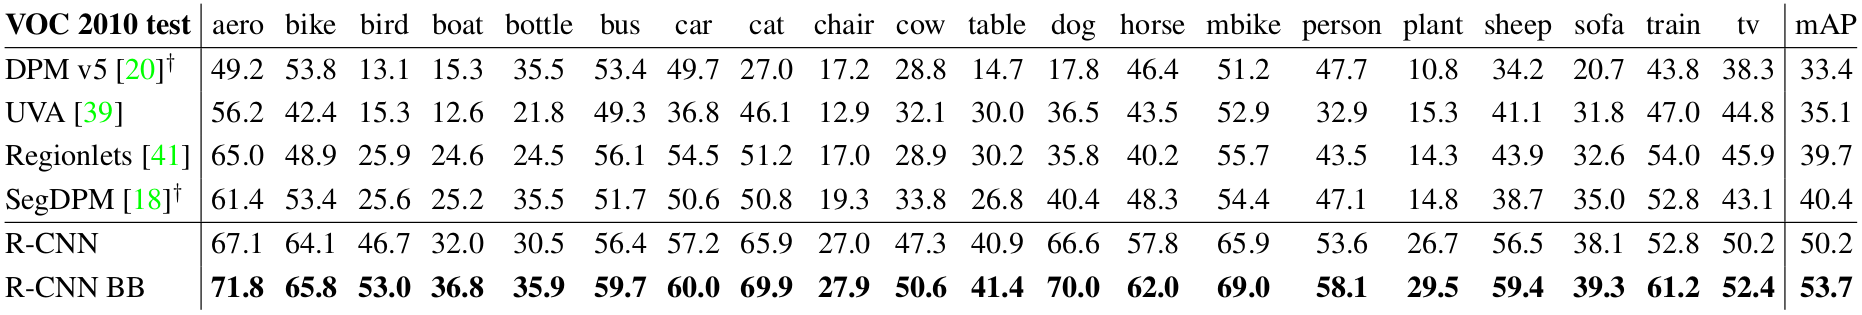 VOC 2010 test aero bike bird boat bottle bus car cat chair cow table dog horse mbike person plant sheep sofa train tv mAP
DPM v5 [20]† 49.2 53.8 13.1 15.3 35.5 53.4 49.7 27.0 17.2 28.8 14.7 17.8 46.4 51.2 47.7 10.8 34.2 20.7 43.8 38.3 33.4
UVA [39] 56.2 42.4 15.3 12.6 21.8 49.3 36.8 46.1 12.9 32.1 30.0 36.5 43.5 52.9 32.9 15.3 41.1 31.8 47.0 44.8 35.1
Regionlets [41] 65.0 48.9 25.9 24.6 24.5 56.1 54.5 51.2 17.0 28.9 30.2 35.8 40.2 55.7 43.5 14.3 43.9 32.6 54.0 45.9 39.7
SegDPM [18]† 61.4 53.4 25.6 25.2 35.5 51.7 50.6 50.8 19.3 33.8 26.8 40.4 48.3 54.4 47.1 14.8 38.7 35.0 52.8 43.1 40.4
R-CNN 67.1 64.1 46.7 32.0 30.5 56.4 57.2 65.9 27.0 47.3 40.9 66.6 57.8 65.9 53.6 26.7 56.5 38.1 52.8 50.2 50.2
R-CNN BB 71.8 65.8 53.0 36.8 35.9 59.7 60.0 69.9 27.9 50.6 41.4 70.0 62.0 69.0 58.1 29.5 59.4 39.3 61.2 52.4 53.7